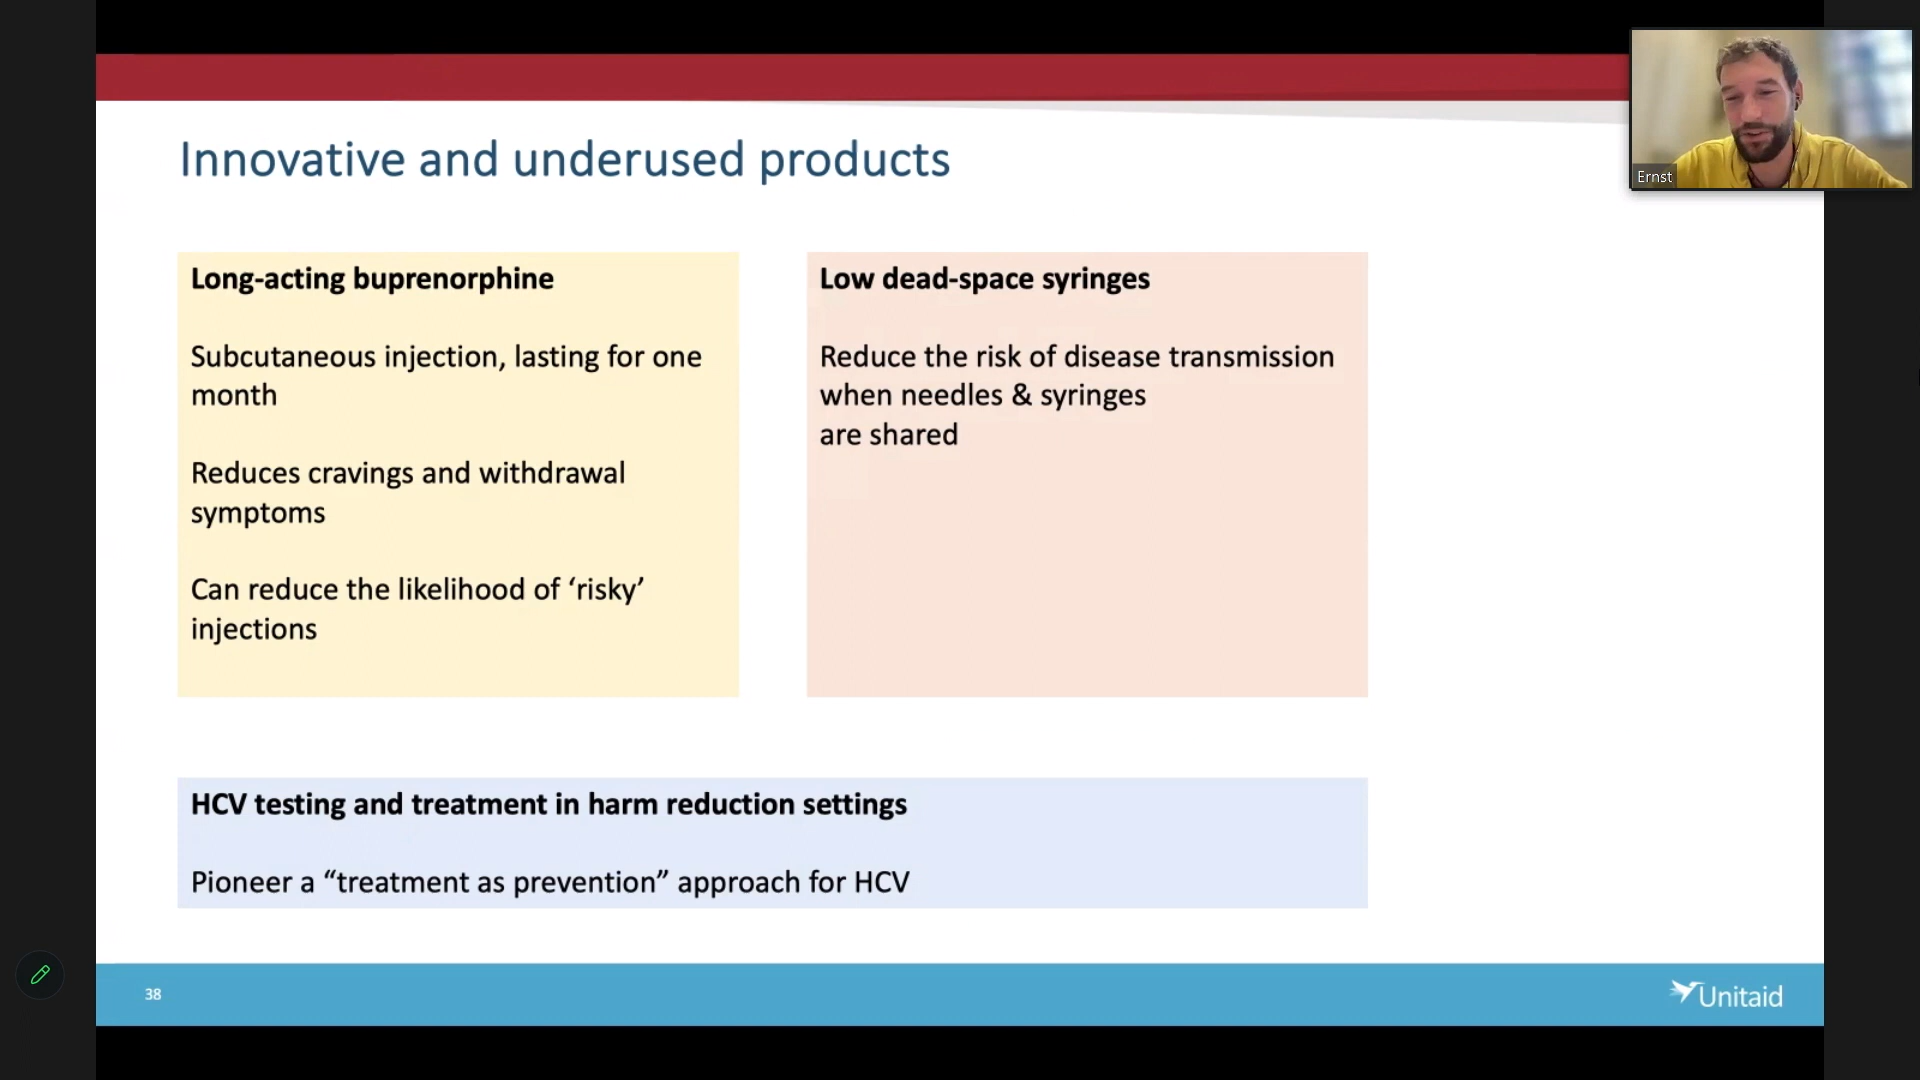 Innovative and underused products
Ernst
Long-acting buprenorphine
Subcutaneous injection, lasting for one
month
Reduces cravings and withdrawal
symptoms
Can reduce the likelihood of ‘risky’
injections
Low dead-space syringes
Reduce the risk of disease transmission
when needles & syringes
are shared
HCV testing and treatment in harm reduction settings
Pioneer a “treatment as prevention” approach for HCV
38
Unitaid